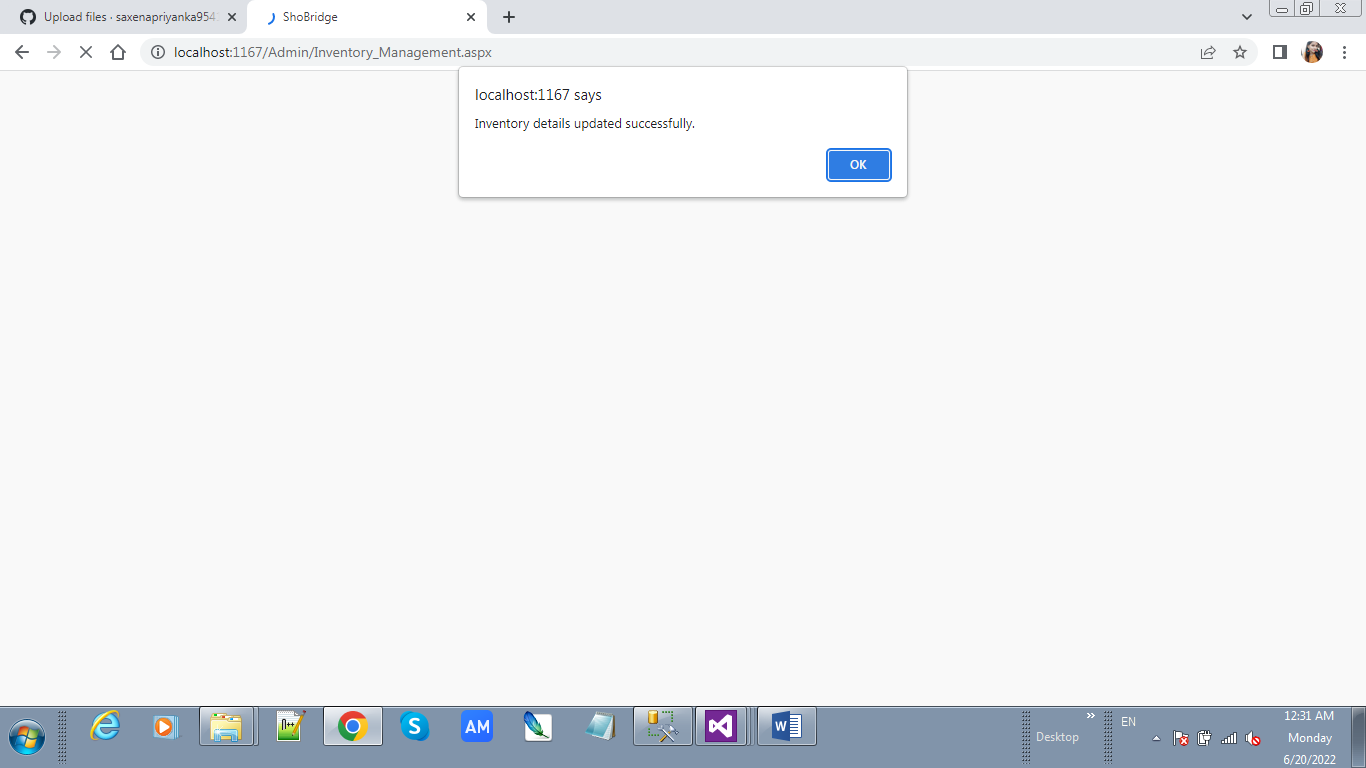 Upload files · saxenapriyanka954
ShoBridge
localhost:1167/Admin/Inventory_Management.aspx
localhost:1167 says
Inventory details updated successfully.
OK
AM
Desktop
EN
12:31 AM
Monday
6/20/2022